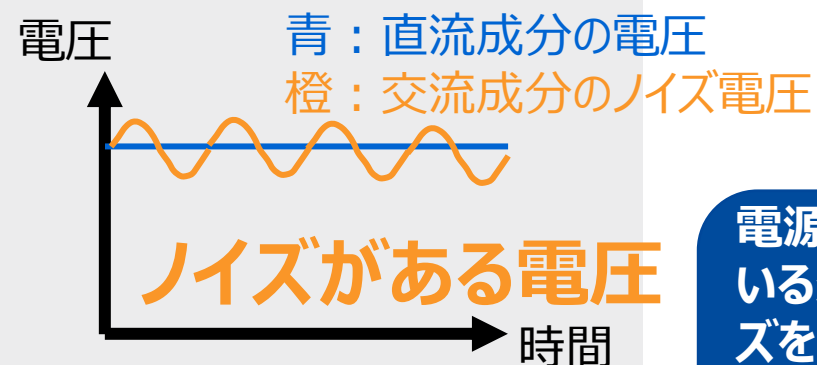 電圧
青：直流成分の電圧
橙：交流成分のノイズ電圧
ノイズがある電圧
時間
電源
いる
ズを